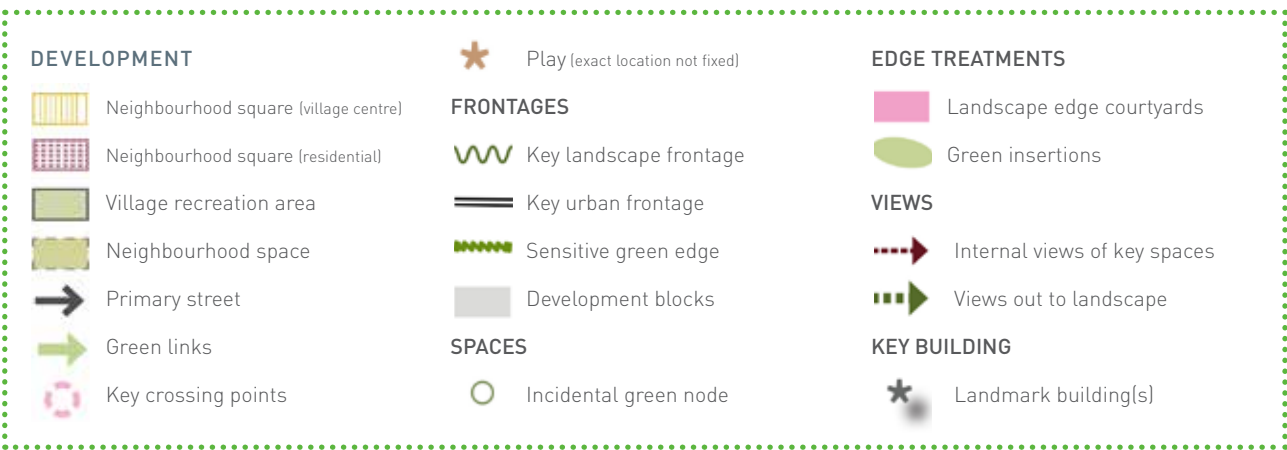 DEVELOPMENT
Neighbourhood square (village centre)
Neighbourhood square (residential)
Village recreation area
Neighbourhood space
Primary street
Green links
Key crossing points
Play (exact location not fixed)
FRONTAGES
Key landscape frontage
Key urban frontage
Sensitive green edge
Development blocks
SPACES
Incidental green node
EDGE TREATMENTS
Landscape edge courtyards
Green insertions
VIEWS
Internal views of key spaces
Views out to landscape
KEY BUILDING
Landmark building(s)